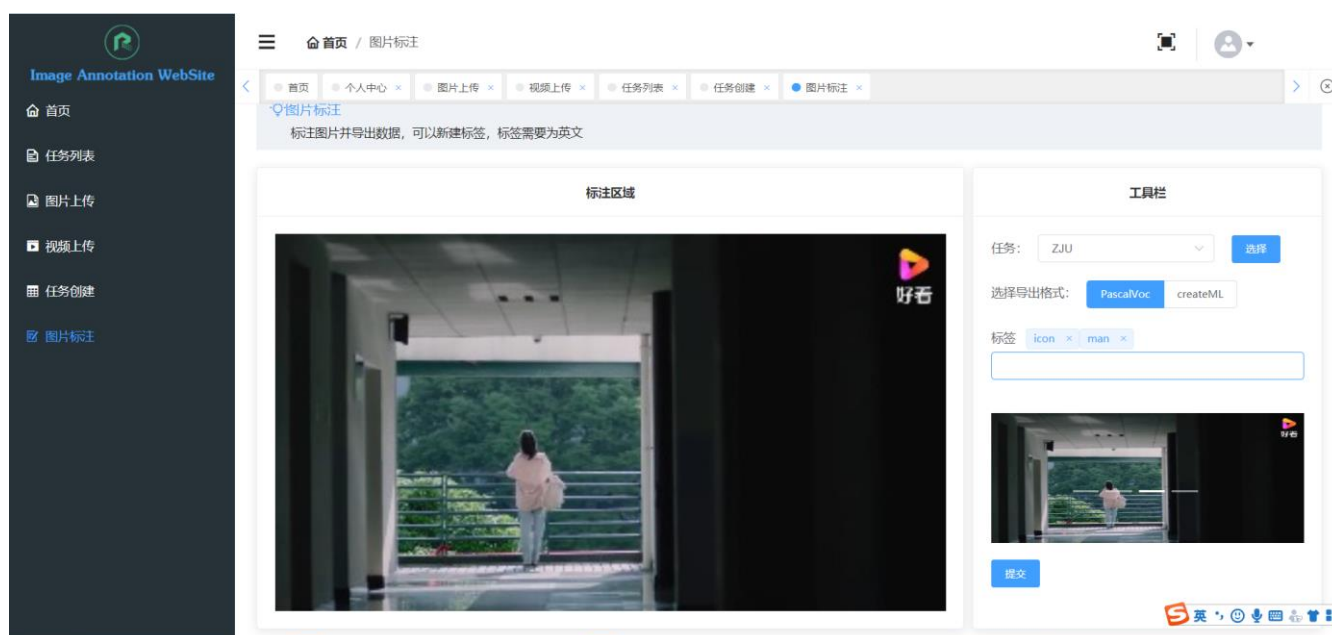 Image Annotation WebSite
首页
任务列表
图片上传
视频上传
任务创建
图片标注
首页 / 图片标注
首页 个人中心 × 图片上传 × 视频上传 × 任务列表 × 任务创建 × 图片标注 ×
图片标注
标注图片并导出数据，可以新建标签，标签需要为英文
标注区域
好看
工具栏
任务： ZJU 选择
选择导出格式： PascalVoc createML
标签 icon × man ×
好看
提交
英